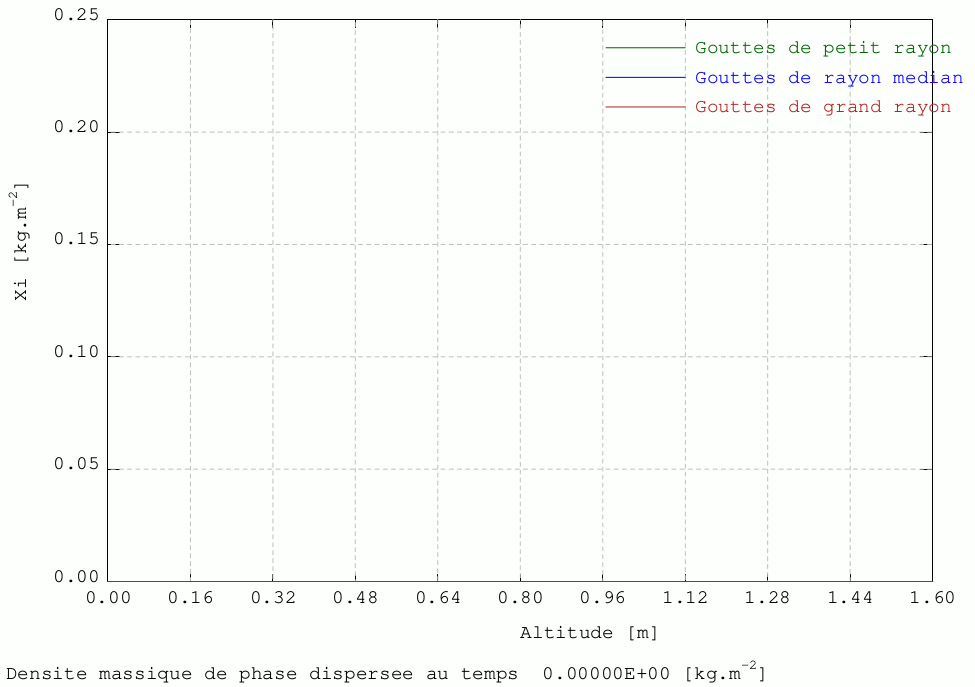 0.25
Gouttes de petit rayon
Gouttes de rayon median
Gouttes de grand rayon
0.20
0.15
Xi [kg.m-2]
0.10
0.05
0.00
0.00 0.16 0.32 0.48 0.64 0.80 0.96 1.12 1.28 1.44 1.60
Altitude [m]
Densite massique de phase dispersee au temps 0.00000E+00 [kg.m-2]